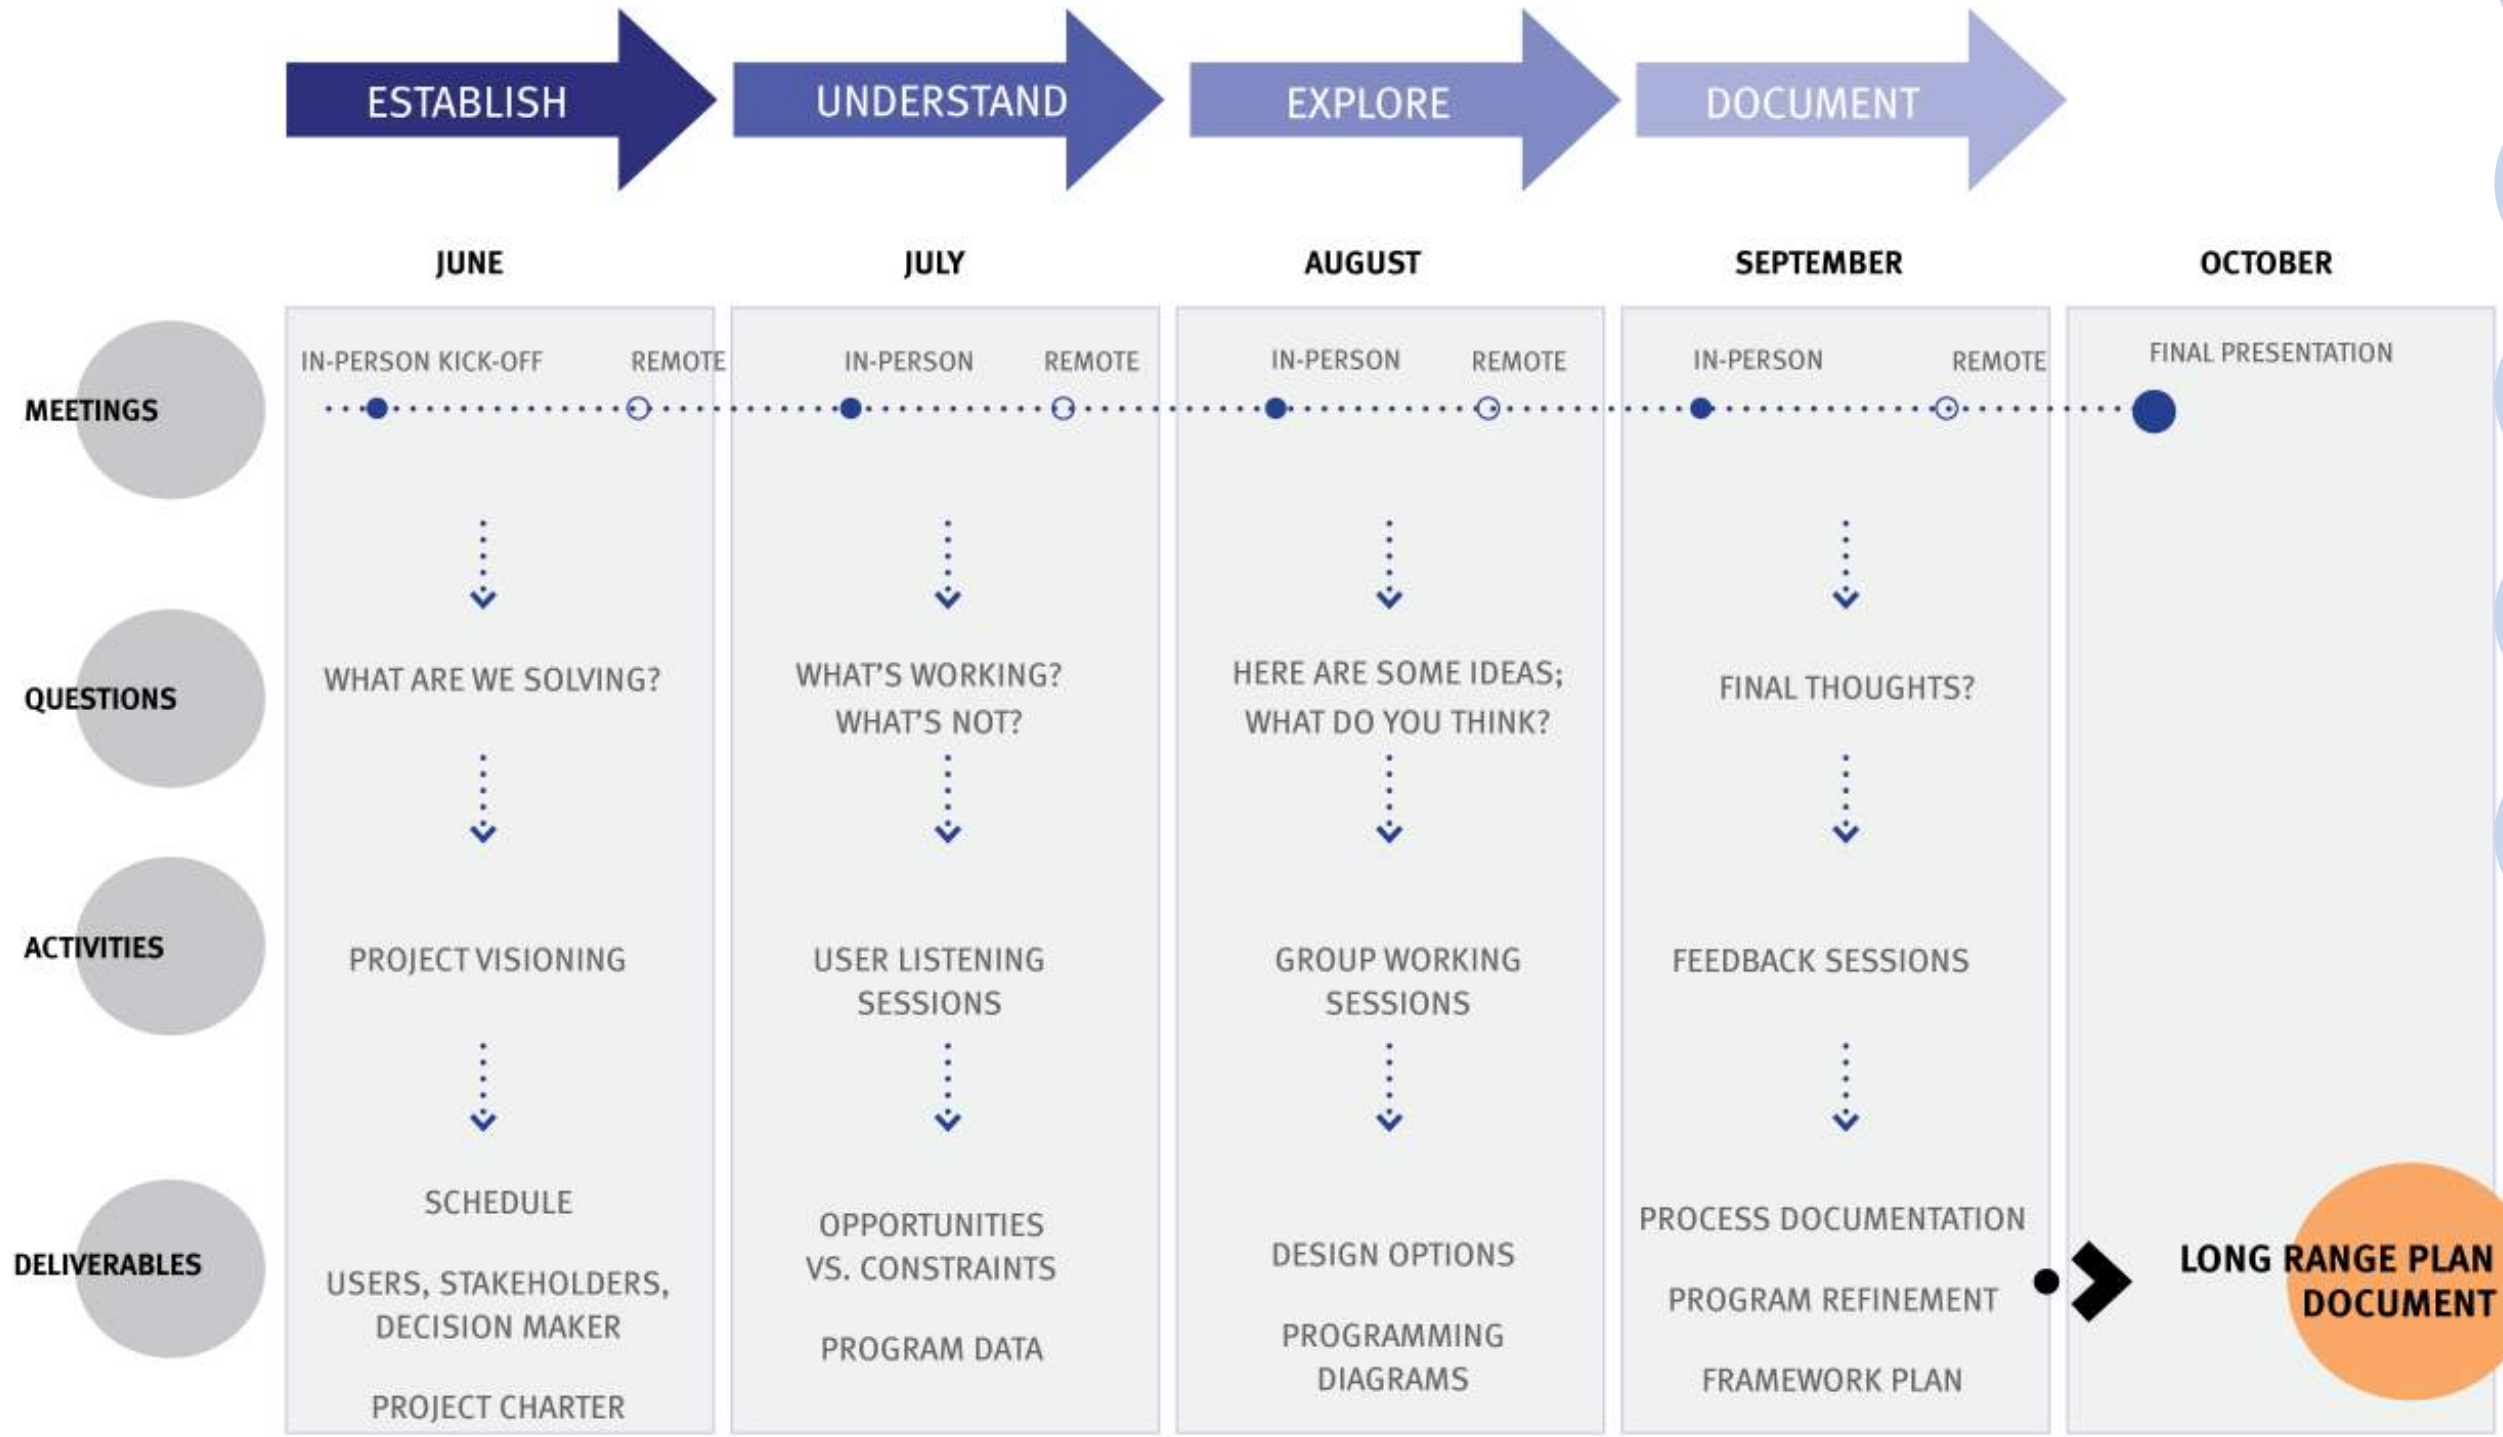 ESTABLISH
UNDERSTAND
EXPLORE
DOCUMENT
JUNE
JULY
AUGUST
SEPTEMBER
OCTOBER
MEETINGS
IN-PERSON KICK-OFF
REMOTE
IN-PERSON
REMOTE
IN-PERSON
REMOTE
IN-PERSON
REMOTE
FINAL PRESENTATION
QUESTIONS
WHAT ARE WE SOLVING?
WHAT'S WORKING?
WHAT'S NOT?
HERE ARE SOME IDEAS;
WHAT DO YOU THINK?
FINAL THOUGHTS?
ACTIVITIES
PROJECT VISIONING
USER LISTENING
SESSIONS
GROUP WORKING
SESSIONS
FEEDBACK SESSIONS
DELIVERABLES
SCHEDULE
USERS, STAKEHOLDERS,
DECISION MAKER
PROJECT CHARTER
OPPORTUNITIES
VS. CONSTRAINTS
PROGRAM DATA
DESIGN OPTIONS
PROGRAMMING
DIAGRAMS
PROCESS DOCUMENTATION
PROGRAM REFINEMENT
FRAMEWORK PLAN
LONG RANGE PLAN
DOCUMENT